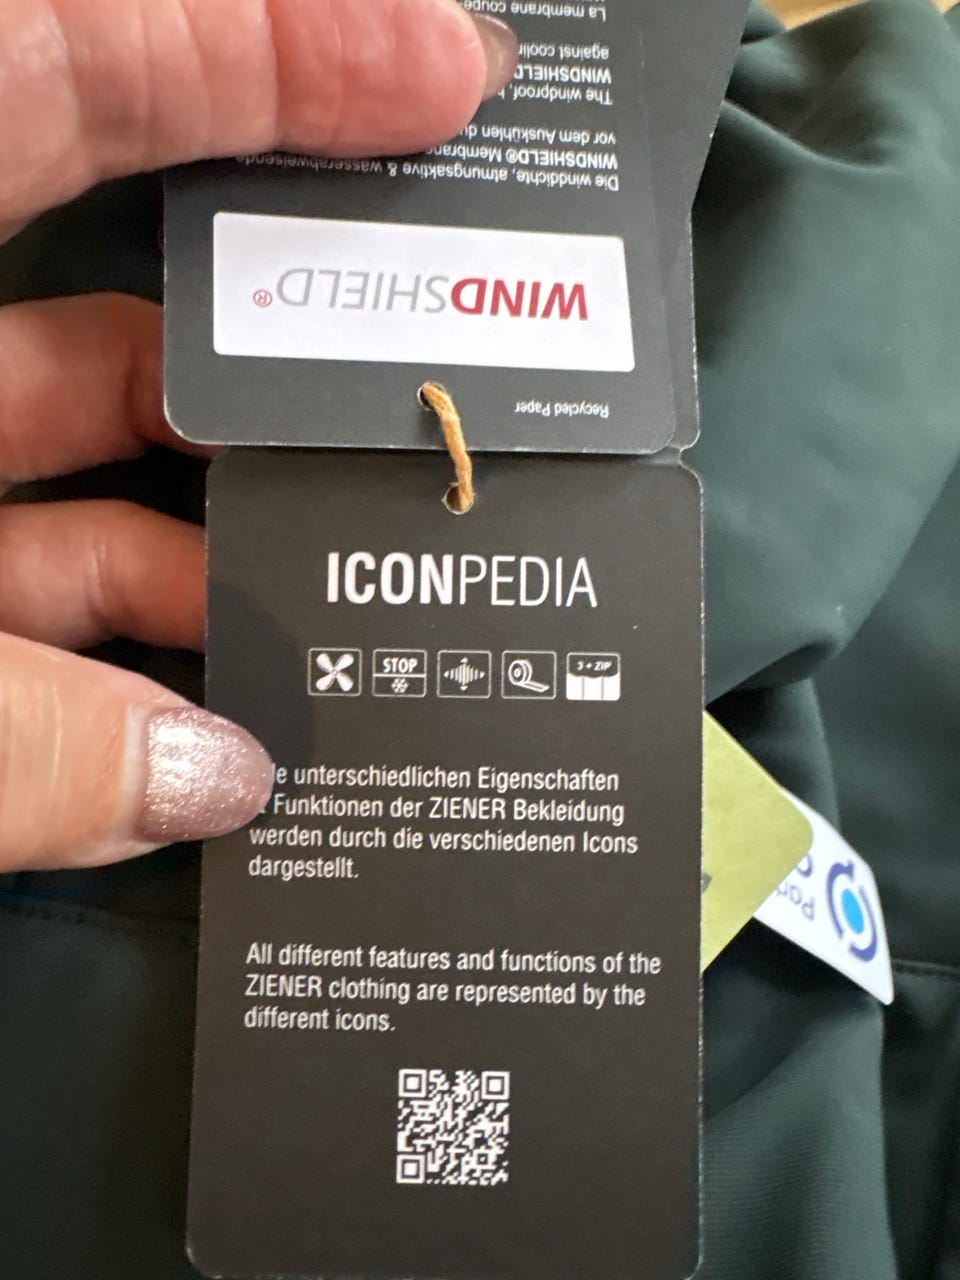 La membrane coupe
against coolin
WINDSHIELD
The windproof,
vor dem Auskühlen du
WINDSHIELD® Membrane
Die winddichte, atmungsaktive & wasserabweisende
WINDSHIELD®
Recycled Paper
ICONPEDIA
STOP
3 + ZIP
unterschiedlichen Eigenschaften
Funktionen der ZIENER Bekleidung
werden durch die verschiedenen Icons
dargestellt.
All different features and functions of the
ZIENER clothing are represented by the
different icons.